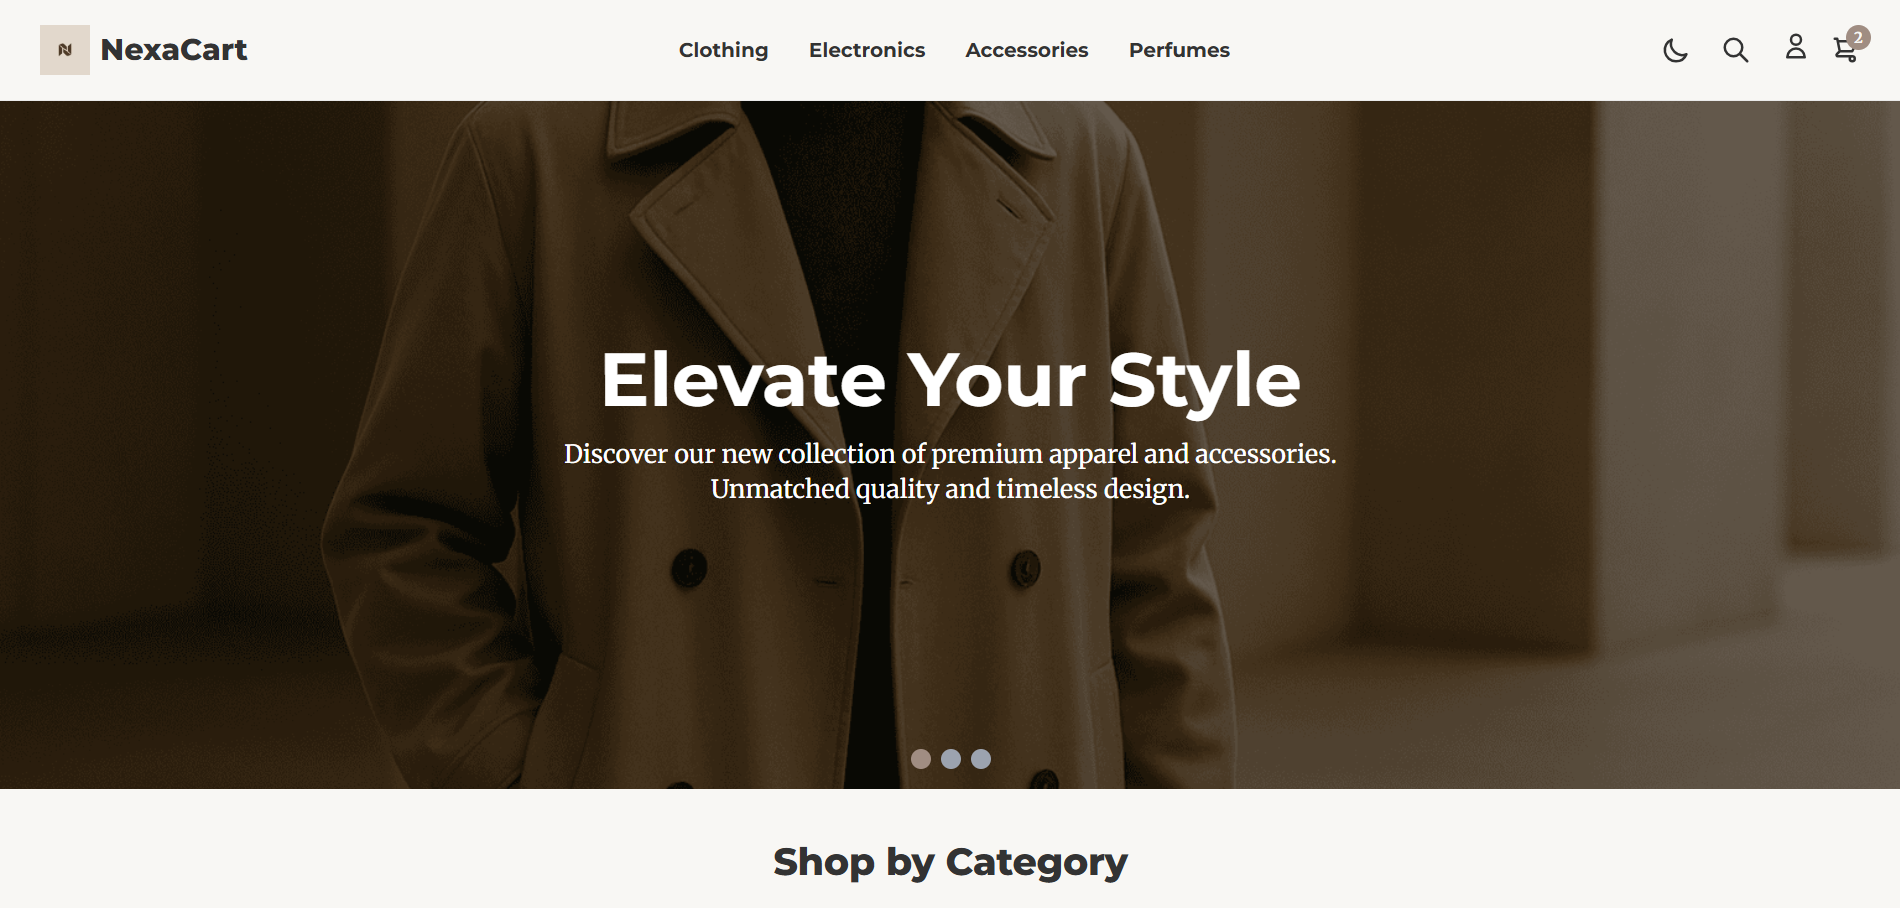 N
NexaCart
Clothing
Electronics
Accessories
Perfumes
2
Elevate Your Style
Discover our new collection of premium apparel and accessories.
Unmatched quality and timeless design.
Shop by Category